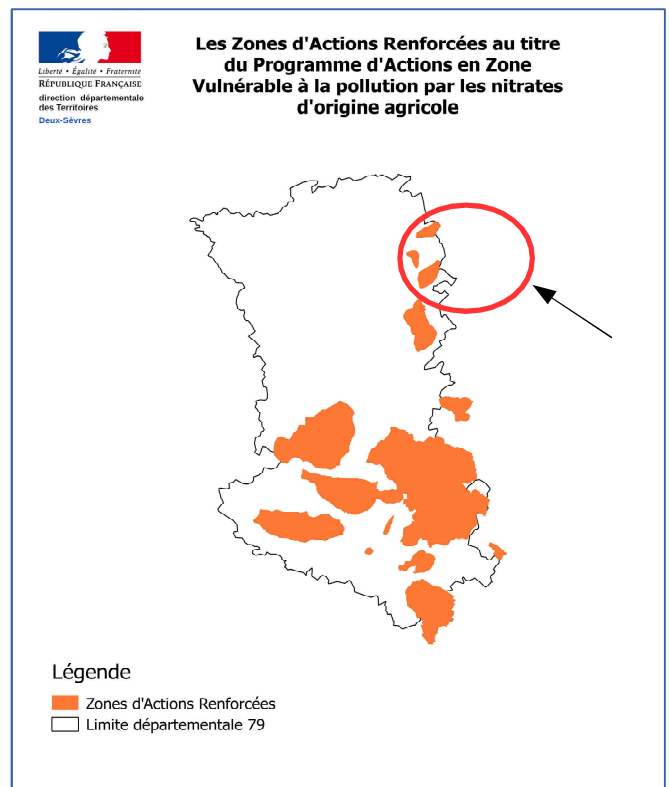 Liberté • Égalité • Fraternité
RÉPUBLIQUE FRANÇAISE
direction départementale
des Territoires
Deux-Sèvres
Les Zones d'Actions Renforcées au titre
du Programme d'Actions en Zone
Vulnérable à la pollution par les nitrates
d'origine agricole
Légende
Zones d'Actions Renforcées
Limite départementale 79